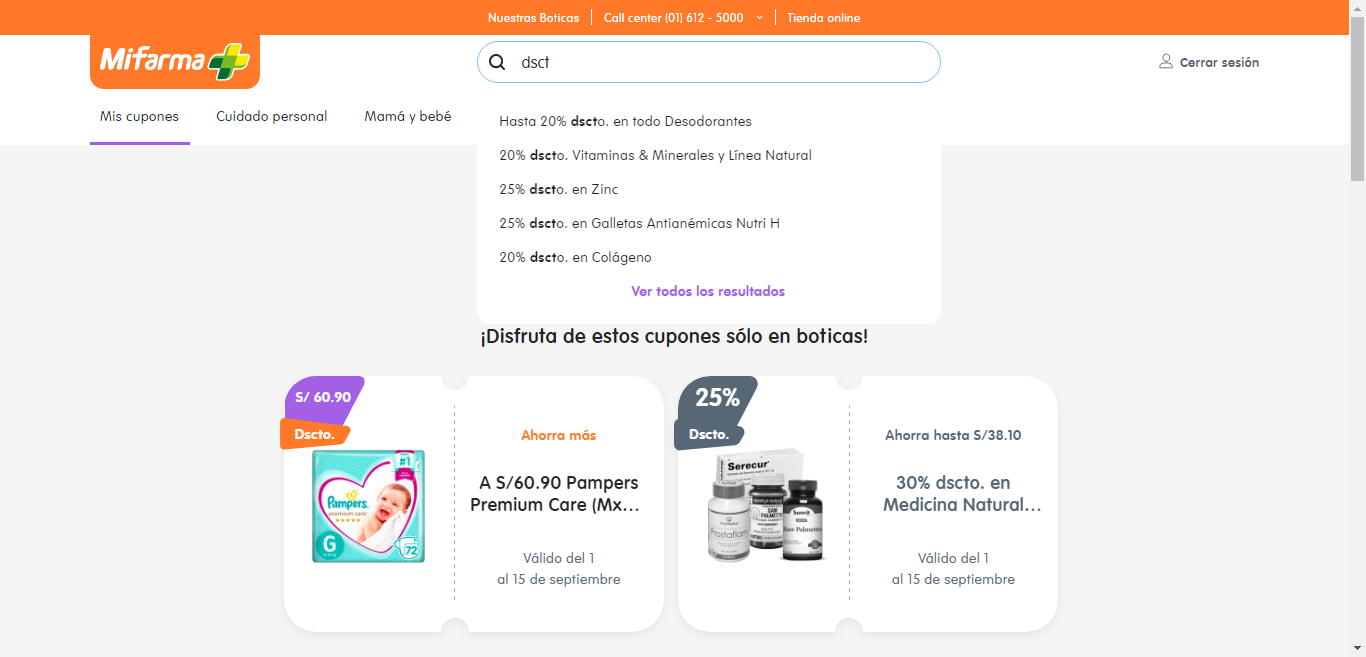 Nuestras Boticas
Call center (01) 612 - 5000
Tienda online
Mifarma
dsct
Cerrar sesión
Mis cupones
Cuidado personal
Mamá y bebé
Hasta 20% dscto. en todo Desodorantes
20% dscto. Vitaminas & Minerales y Línea Natural
25% dscto. en Zinc
25% dscto. en Galletas Antianémicas Nutri H
20% dscto. en Colágeno
Ver todos los resultados
¡Disfruta de estos cupones sólo en boticas!
S/ 60.90
Dscto.
#1
Pampers
premium care
G
72
Ahorra más
A S/60.90 Pampers
Premium Care (Mx...
Válido del 1
al 15 de septiembre
25%
Dscto.
Serecur
Prostaflam
SAW
PALMETTO
Sunvit
Saw Palmetto
Ahorra hasta S/38.10
30% dscto. en
Medicina Natural...
Válido del 1
al 15 de septiembre